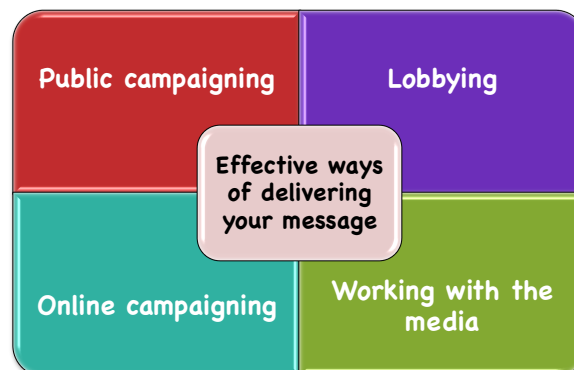 Public campaigning
Lobbying
Effective ways
of delivering
your message
Online campaigning
Working with the
media